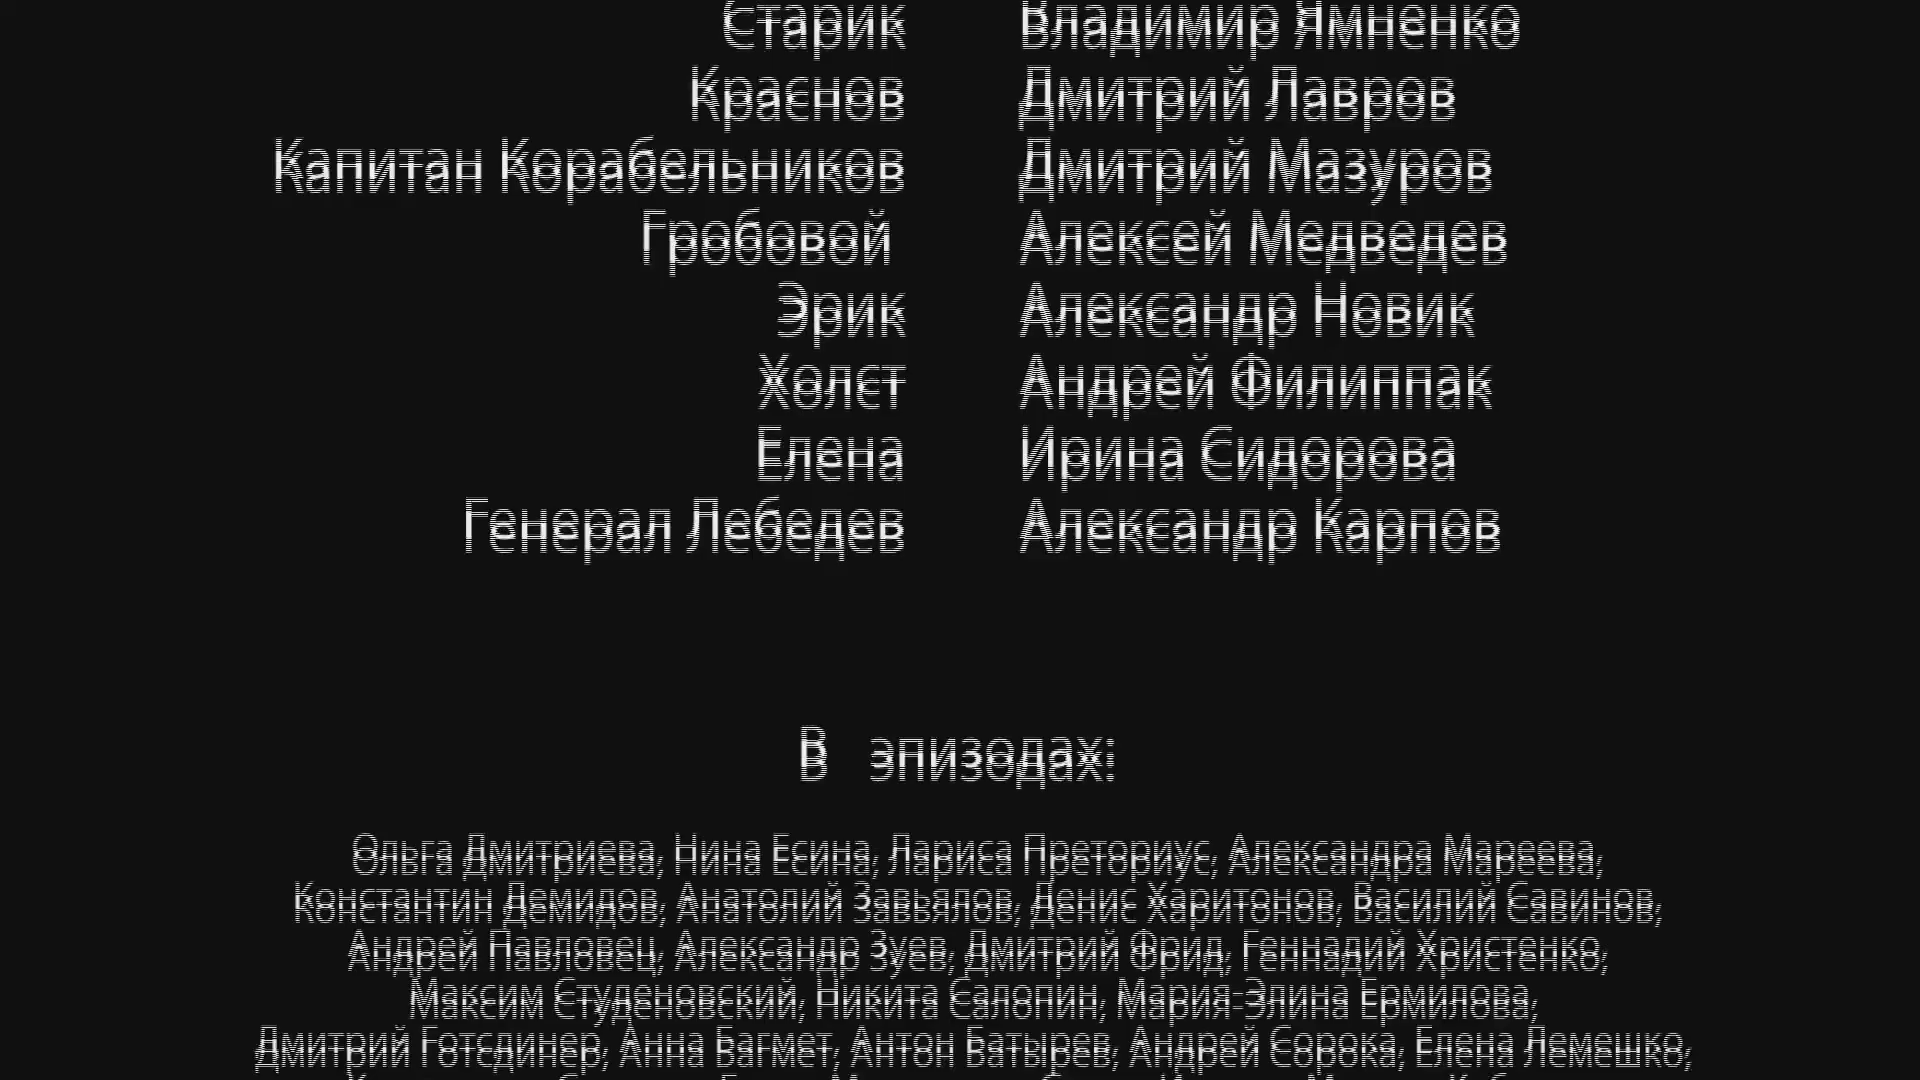 Старик Владимир Ямненко
Краснов Дмитрий Лавров
Капитан Корабельников Дмитрий Мазуров
Гробовой Алексей Медведев
Эрик Александр Новик
Холст Андрей Филиппак
Елена Ирина Сидорова
Генерал Лебедев Александр Карпов
В эпизодах:
Ольга Дмитриева, Нина Есина, Лариса Преториус, Александра Мареева,
Константин Демидов, Анатолий Завьялов, Денис Харитонов, Василий Савинов,
Андрей Павловец, Александр Зуев, Дмитрий Фрид, Геннадий Христенко,
Максим Студеновский, Никита Салопин, Мария-Элина Ермилова,
Дмитрий Готсдинер, Анна Багмет, Антон Батырев, Андрей Сорока, Елена Лемешко,